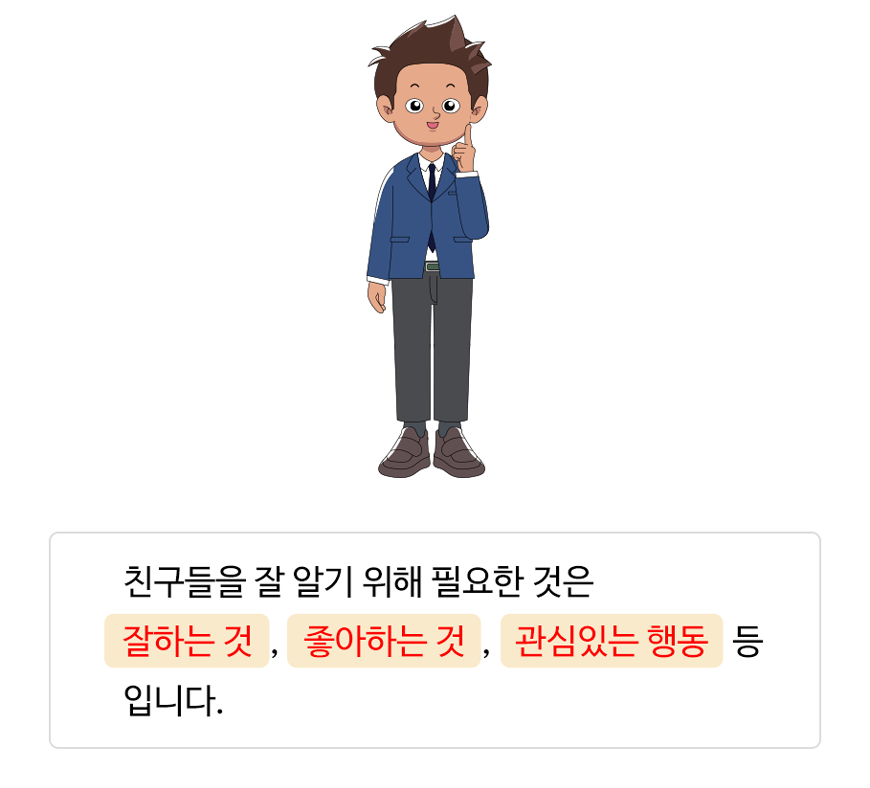 친구들을 잘 알기 위해 필요한 것은
잘하는 것, 좋아하는 것, 관심있는 행동 등
입니다.